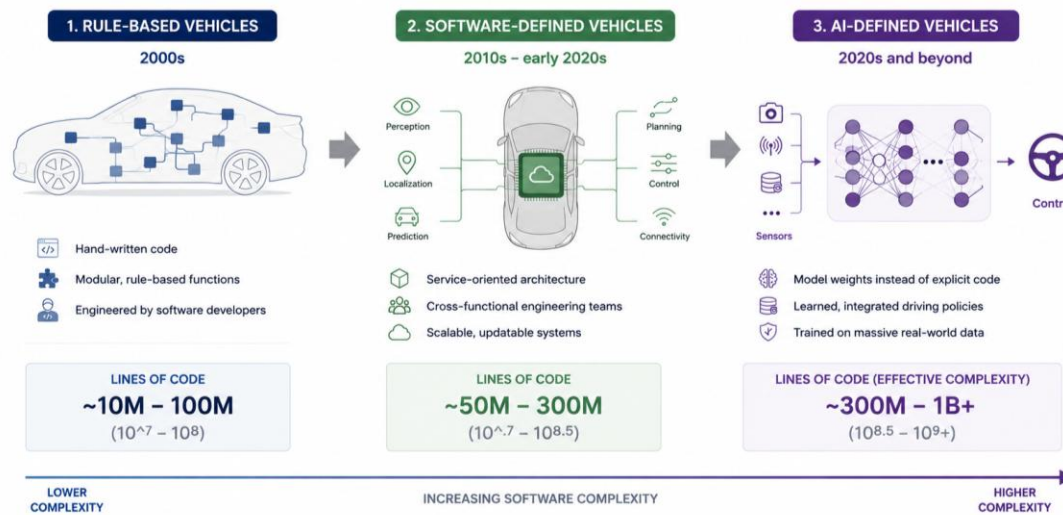 1. RULE-BASED VEHICLES
2000s
Hand-written code
Modular, rule-based functions
Engineered by software developers
LINES OF CODE
~10M – 100M
(10^⁷ – 10⁸)
2. SOFTWARE-DEFINED VEHICLES
2010s – early 2020s
Perception
Localization
Prediction
Planning
Control
Connectivity
Service-oriented architecture
Cross-functional engineering teams
Scalable, updatable systems
LINES OF CODE
~50M – 300M
(10^.⁷ – 10⁸·⁵)
3. AI-DEFINED VEHICLES
2020s and beyond
Sensors
Contr
Model weights instead of explicit code
Learned, integrated driving policies
Trained on massive real-world data
LINES OF CODE (EFFECTIVE COMPLEXITY)
~300M – 1B+
(10⁸·⁵ – 10⁹+)
LOWER
COMPLEXITY
INCREASING SOFTWARE COMPLEXITY
HIGHER
COMPLEXITY